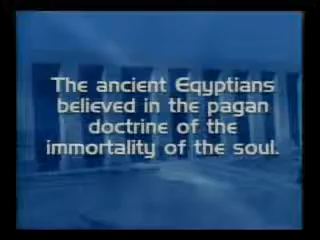 The ancient Egyptians
believed in the pagan
doctrine of the
immortality of the soul.